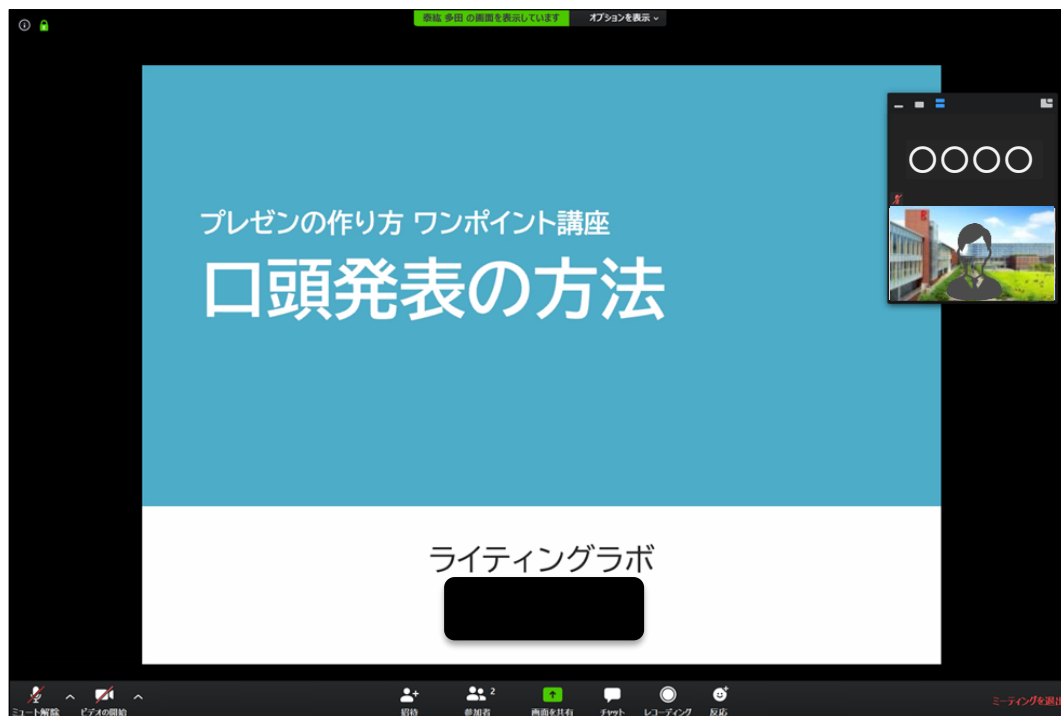 泰紘 多田 の画面を表示しています
オプションを表示
〇〇〇〇
プレゼンの作り方 ワンポイント講座
口頭発表の方法
ライティングラボ
ミュート解除
ビデオの開始
招待
参加者
2
画面を共有
チャット
レコーディング
反応